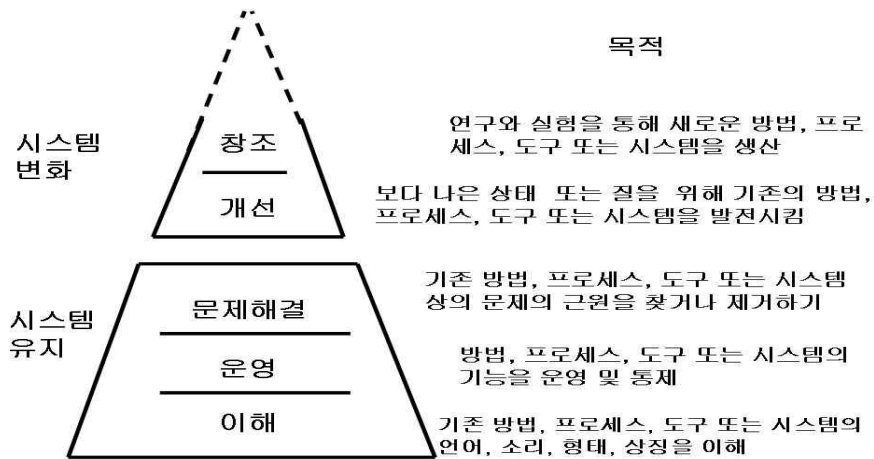 목적
시스템
변화
창조
연구와 실험을 통해 새로운 방법, 프로
세스, 도구 또는 시스템을 생산
개선
보다 나은 상태 또는 질을 위해 기존의 방법,
프로세스, 도구 또는 시스템을 발전시킴
시스템
유지
문제해결
기존 방법, 프로세스, 도구 또는 시스템
상의 문제의 근원을 찾거나 제거하기
운영
방법, 프로세스, 도구 또는 시스템의
기능을 운영 및 통제
이해
기존 방법, 프로세스, 도구 또는 시스템의
언어, 소리, 형태, 상징을 이해